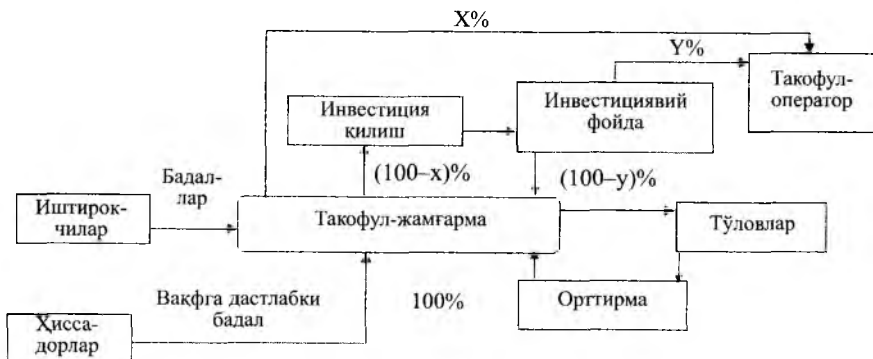 X%
Y%
Такофул-
оператор
Инвестиция
қилиш
Инвестициявий
фойда
Бадал-
лар
(100–x)%
(100–y)%
Иштирок-
чилар
Такофул-жамғарма
Тўловлар
Вақфга дастлабки
бадал
100%
Орттирма
Ҳисса-
дорлар